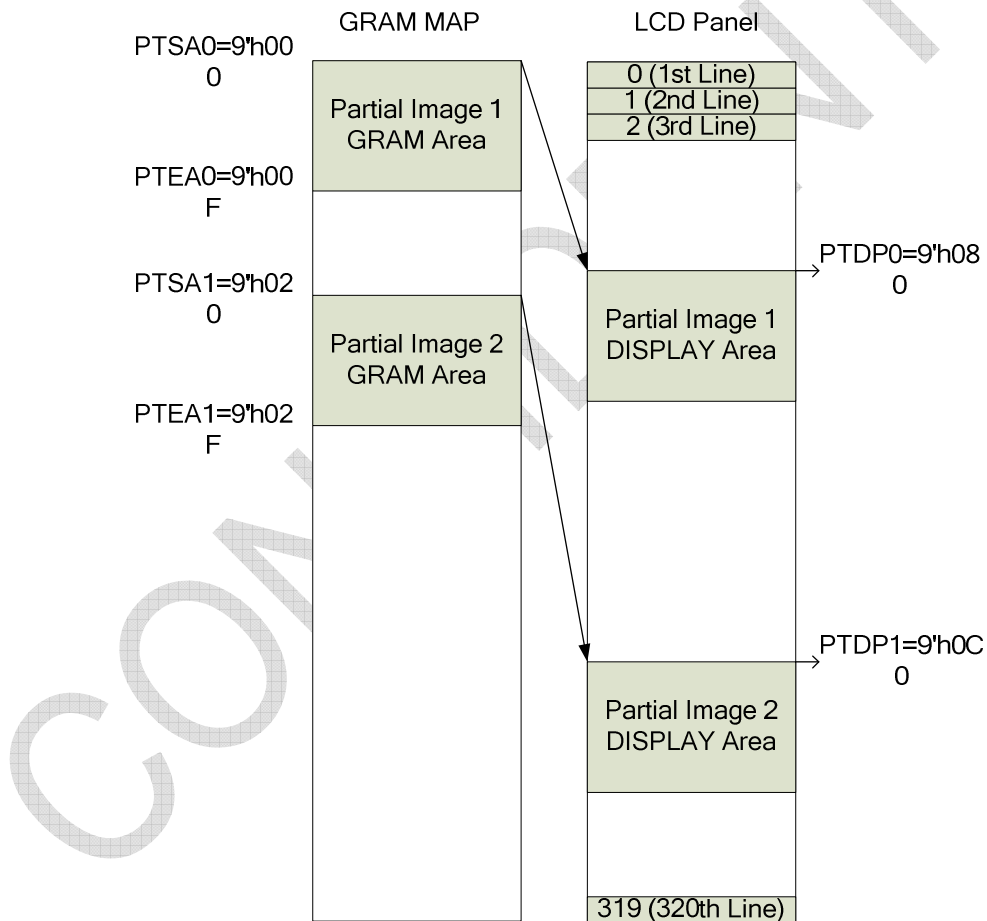 GRAM MAP
LCD Panel
PTSA0=9'h00
0
0 (1st Line)
1 (2nd Line)
2 (3rd Line)
Partial Image 1
GRAM Area
PTEA0=9'h00
F
PTDP0=9'h08
0
PTSA1=9'h02
0
Partial Image 1
DISPLAY Area
Partial Image 2
GRAM Area
PTEA1=9'h02
F
PTDP1=9'h0C
0
Partial Image 2
DISPLAY Area
319 (320th Line)